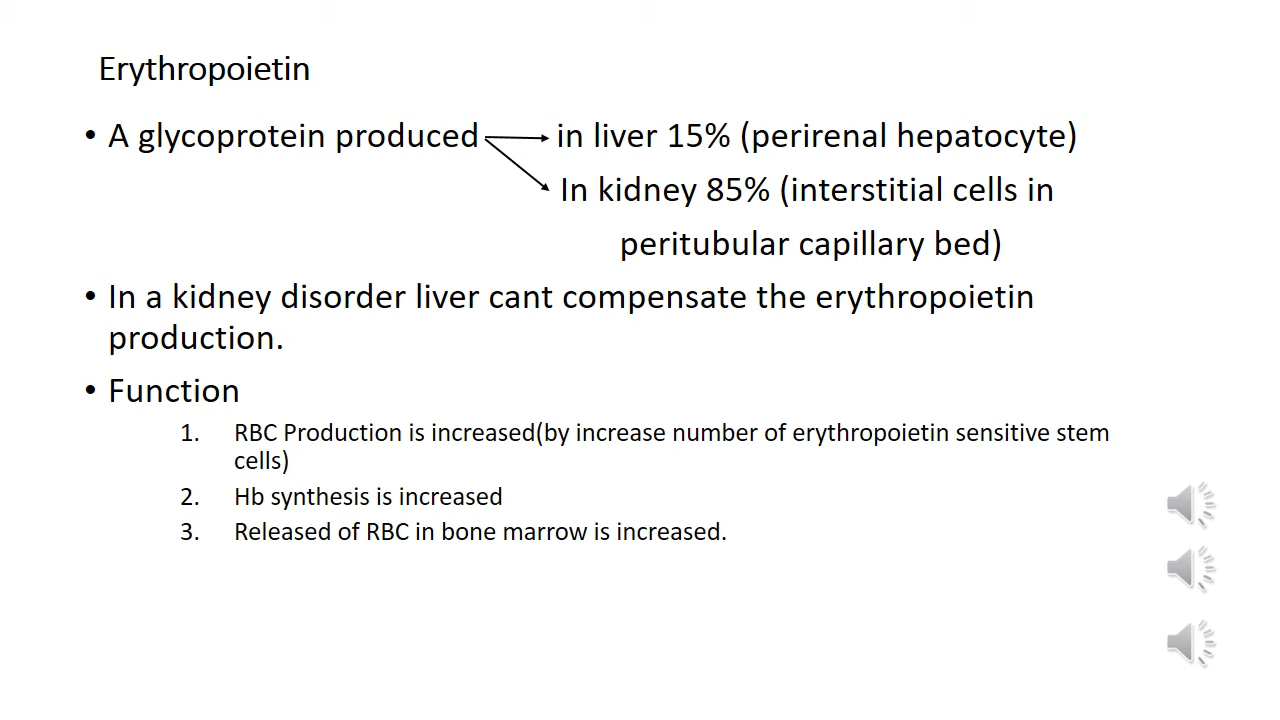 Erythropoietin
• A glycoprotein produced in liver 15% (perirenal hepatocyte)
In kidney 85% (interstitial cells in
peritubular capillary bed)
• In a kidney disorder liver cant compensate the erythropoietin
production.
• Function
1. RBC Production is increased(by increase number of erythropoietin sensitive stem
cells)
2. Hb synthesis is increased
3. Released of RBC in bone marrow is increased.